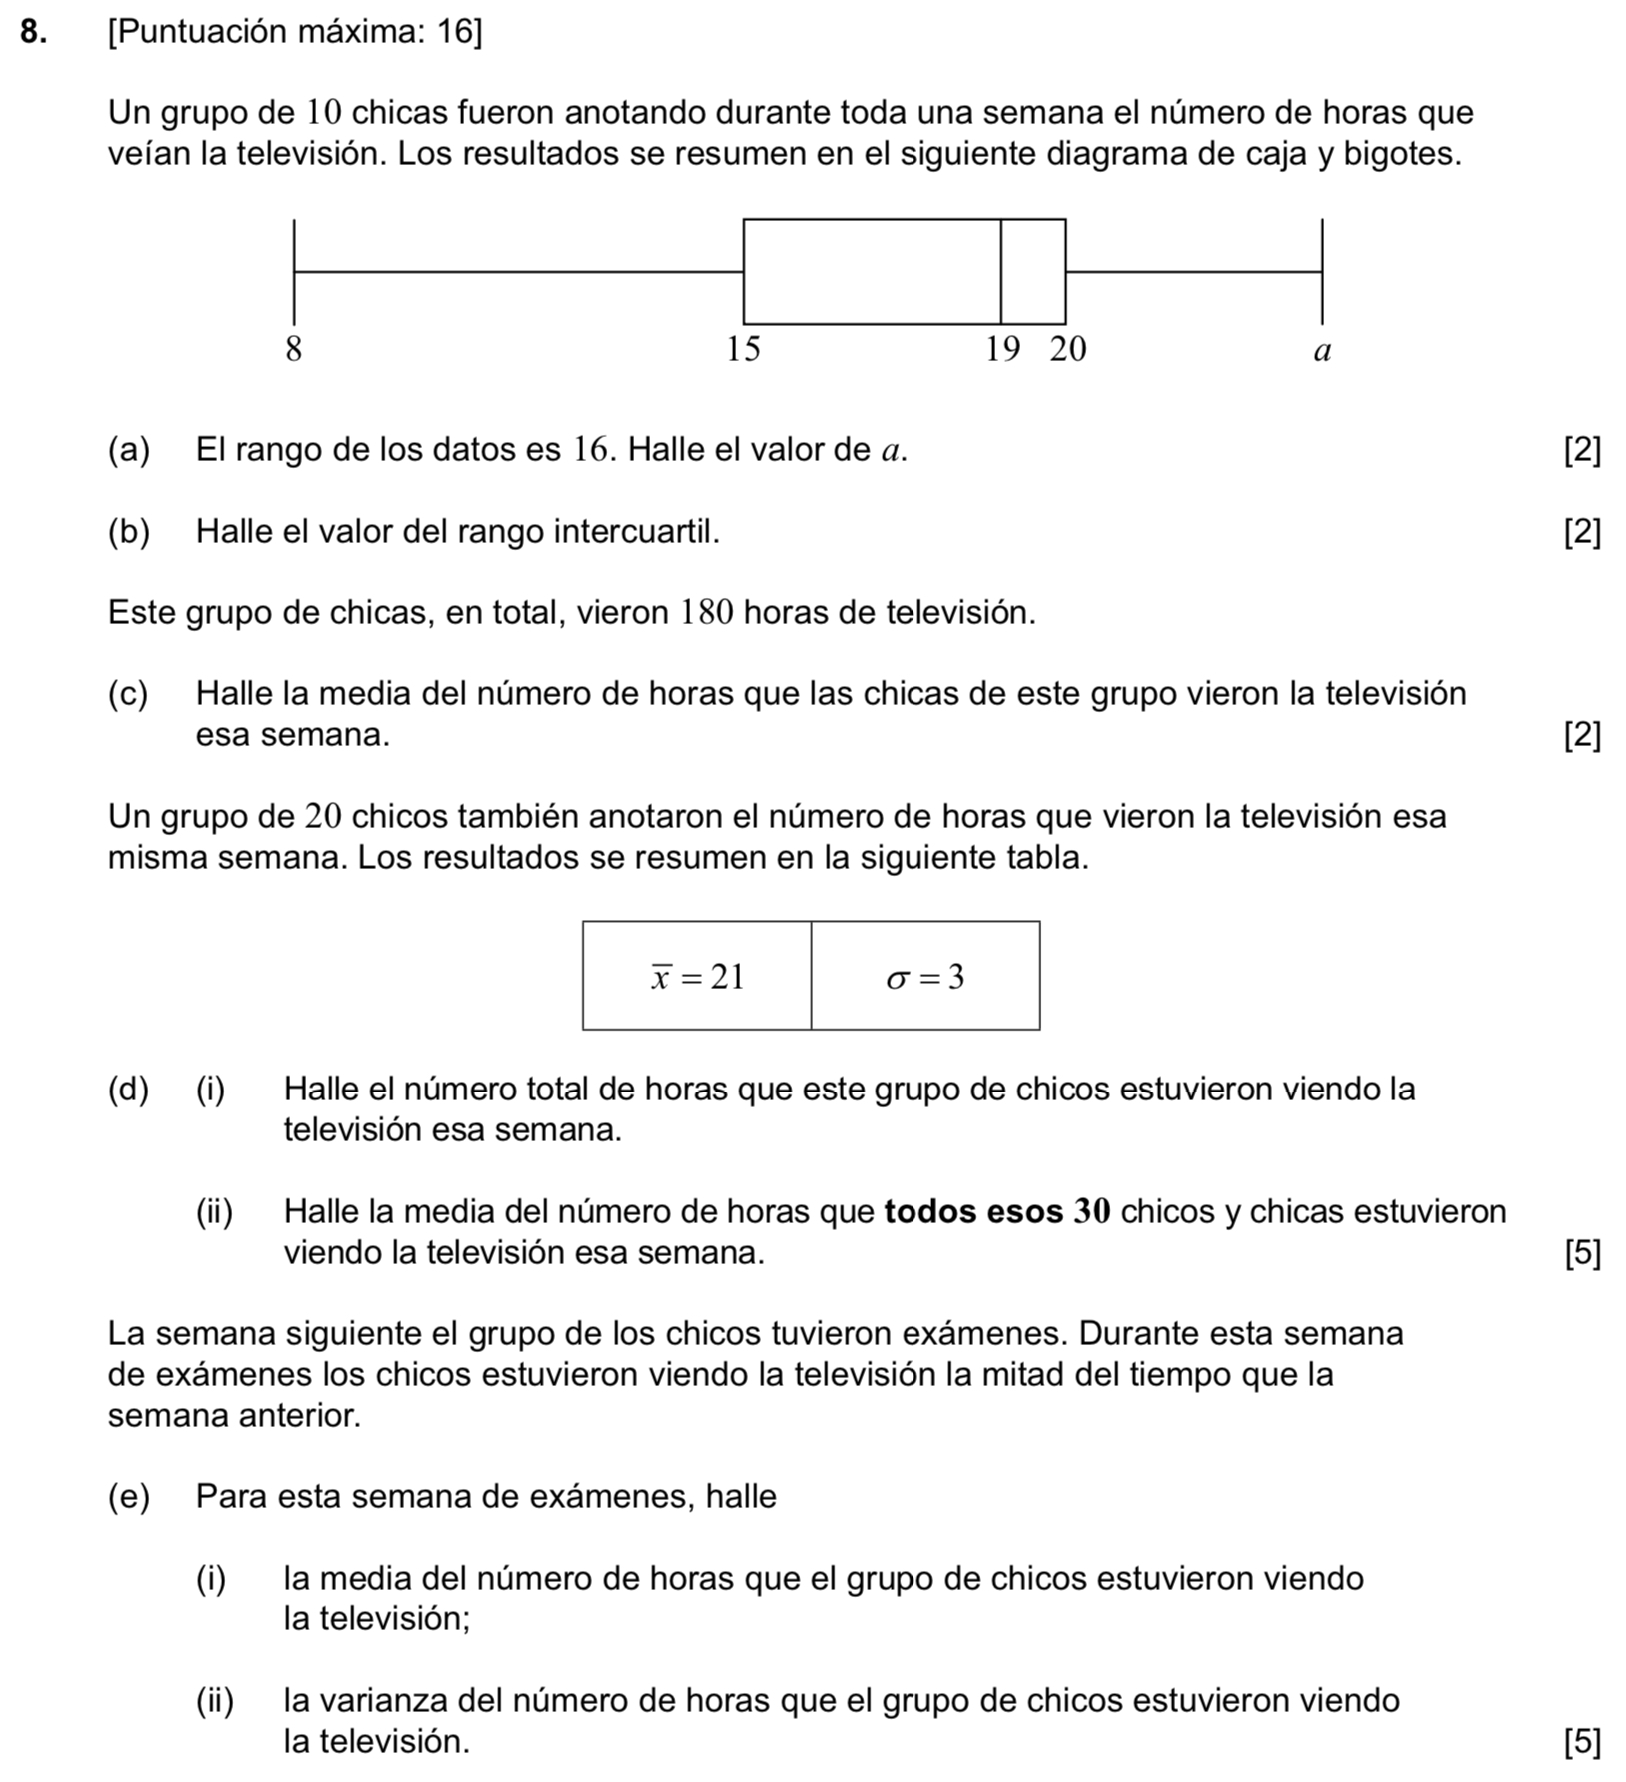 8. [Puntuación máxima: 16]
Un grupo de 10 chicas fueron anotando durante toda una semana el número de horas que
veían la televisión. Los resultados se resumen en el siguiente diagrama de caja y bigotes.
8 15 19 20 a
(a) El rango de los datos es 16. Halle el valor de a. [2]
(b) Halle el valor del rango intercuartil. [2]
Este grupo de chicas, en total, vieron 180 horas de televisión.
(c) Halle la media del número de horas que las chicas de este grupo vieron la televisión
esa semana. [2]
Un grupo de 20 chicos también anotaron el número de horas que vieron la televisión esa
misma semana. Los resultados se resumen en la siguiente tabla.
x̅ = 21 σ = 3
(d) (i) Halle el número total de horas que este grupo de chicos estuvieron viendo la
televisión esa semana.
(ii) Halle la media del número de horas que todos esos 30 chicos y chicas estuvieron
viendo la televisión esa semana. [5]
La semana siguiente el grupo de los chicos tuvieron exámenes. Durante esta semana
de exámenes los chicos estuvieron viendo la televisión la mitad del tiempo que la
semana anterior.
(e) Para esta semana de exámenes, halle
(i) la media del número de horas que el grupo de chicos estuvieron viendo
la televisión;
(ii) la varianza del número de horas que el grupo de chicos estuvieron viendo
la televisión. [5]